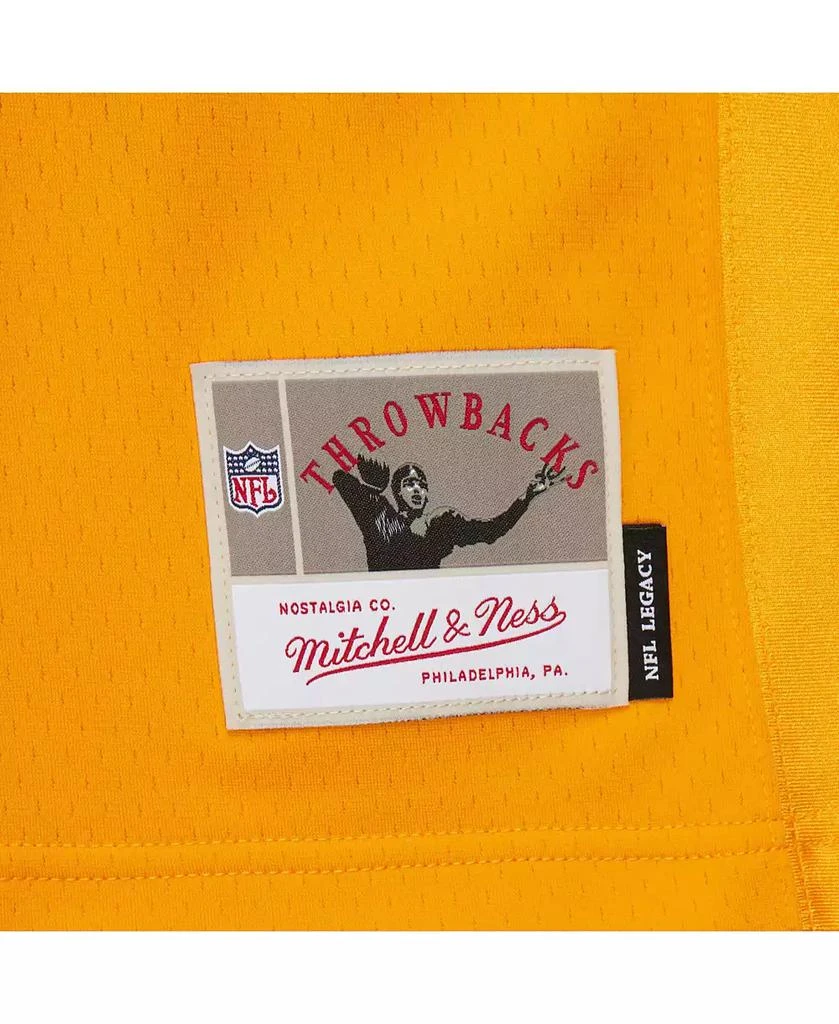 THROWBACKS
NFL
NOSTALGIA CO.
Mitchell & Ness
PHILADELPHIA, PA.
NFL LEGACY